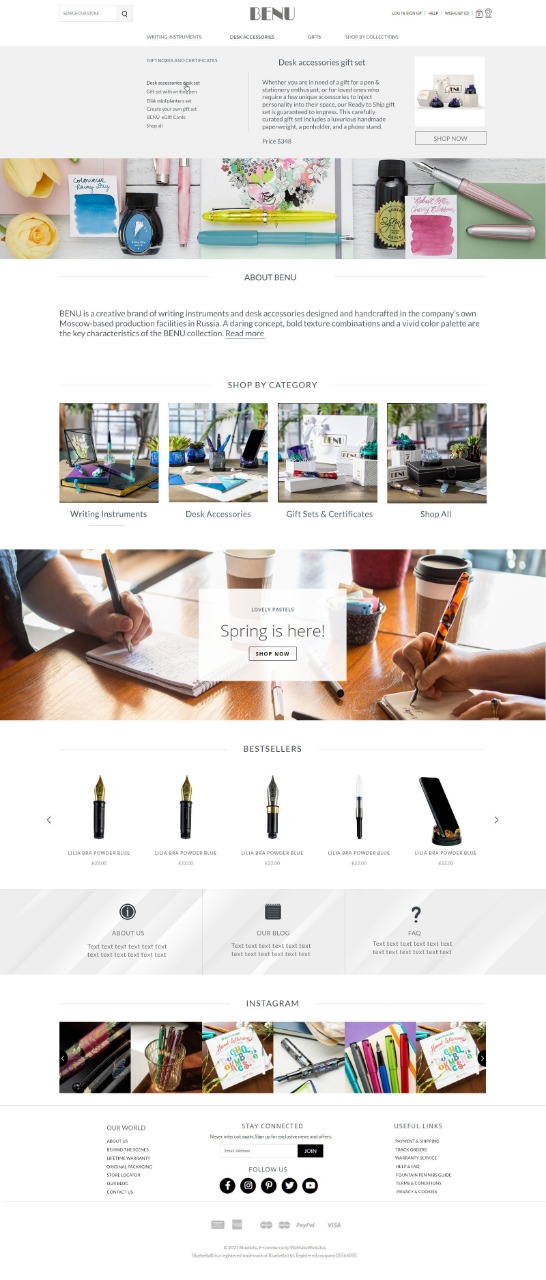 SEARCH OUR STORE
BENU
LOG IN/SIGN UP | HELP | WISHLIST (0)
WRITING INSTRUMENTS DESK ACCESSORIES GIFTS SHOP BY COLLECTIONS
GIFT BOXES AND CERTIFICATES
Desk accessories desk set
Gift set with writing pen
Create your own gift set
BENU eGift Cards
Shop all
Desk accessories gift set
Whether you are in need of a gift for a pen &
stationery enthusiast, or for loved ones who
require a few unique accessories to inject
personality into their space, our Ready to Ship gift
set is guaranteed to impress. This carefully
curated gift set includes a luxurious handmade
paperweight, a penholder, and a phone stand.
Price $348
SHOP NOW
ABOUT BENU
BENU is a creative brand of writing instruments and desk accessories designed and handcrafted in the company's own
Moscow-based production facilities in Russia. A daring concept, bold texture combinations and a vivid color palette are
the key characteristics of the BENU collection. Read more
SHOP BY CATEGORY
Writing Instruments
Desk Accessories
Gift Sets & Certificates
Shop All
LOVELY PASTELS
Spring is here!
SHOP NOW
BESTSELLERS
LILIA BRA POWDER BLUE
£22.00
LILIA BRA POWDER BLUE
£22.00
LILIA BRA POWDER BLUE
£22.00
LILIA BRA POWDER BLUE
£22.00
LILIA BRA POWDER BLUE
£22.00
ABOUT US
Text text text text text text
text text text text text text
OUR BLOG
Text text text text text text
text text text text text text
FAQ
Text text text text text text
text text text text text text
INSTAGRAM
OUR WORLD
ABOUT US
BEHIND THE SCENES
LIFETIME WARRANTY
ORIGINAL PACKAGING
STORE LOCATOR
OUR BLOG
CONTACT US
STAY CONNECTED
Never miss out again. Sign up for exclusive news and offers.
Email Address
JOIN
FOLLOW US
USEFUL LINKS
PAYMENT & SHIPPING
TRACK ORDERS
WARRANTY SERVICE
HELP & FAQ
FOUNTAIN PEN NIBS GUIDE
TERMS & CONDITIONS
PRIVACY & COOKIES
PayPal
VISA